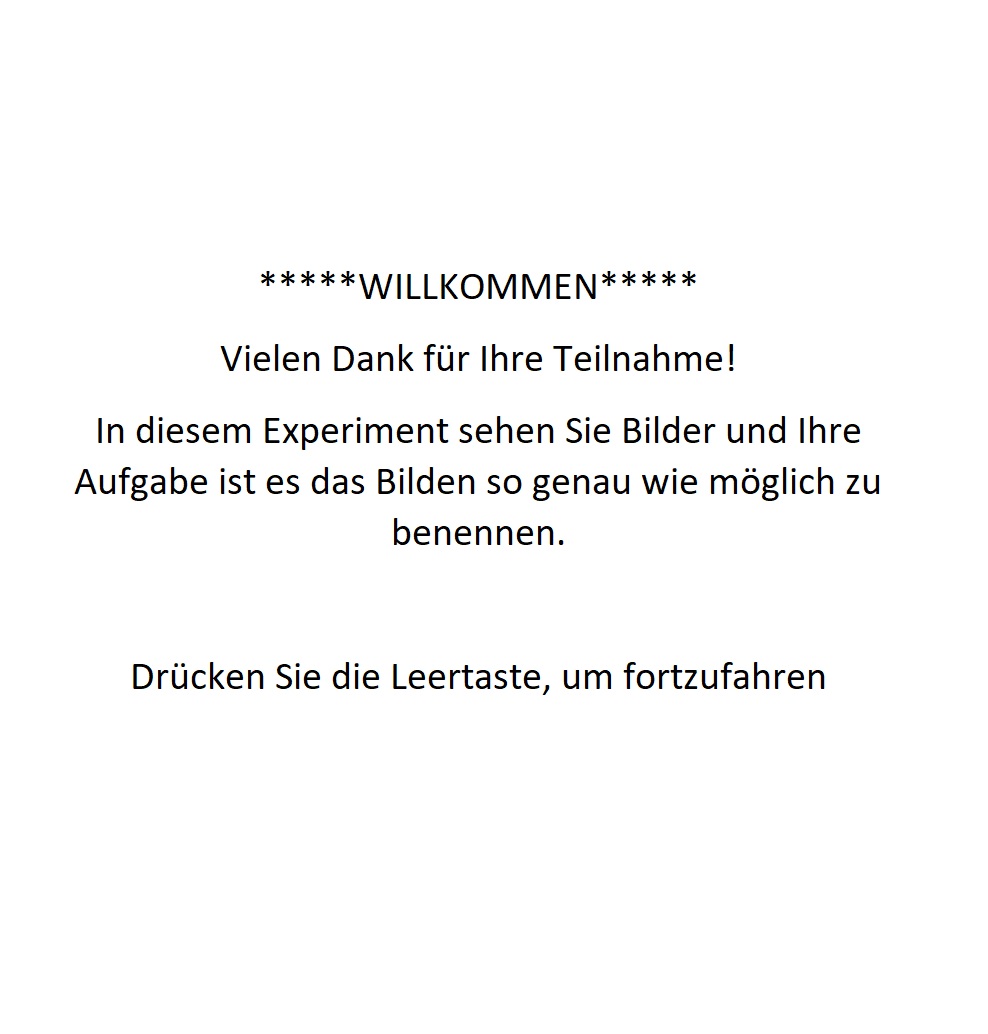 *****WILLKOMMEN*****
Vielen Dank für Ihre Teilnahme!
In diesem Experiment sehen Sie Bilder und Ihre
Aufgabe ist es das Bilden so genau wie möglich zu
benennen.
Drücken Sie die Leertaste, um fortzufahren